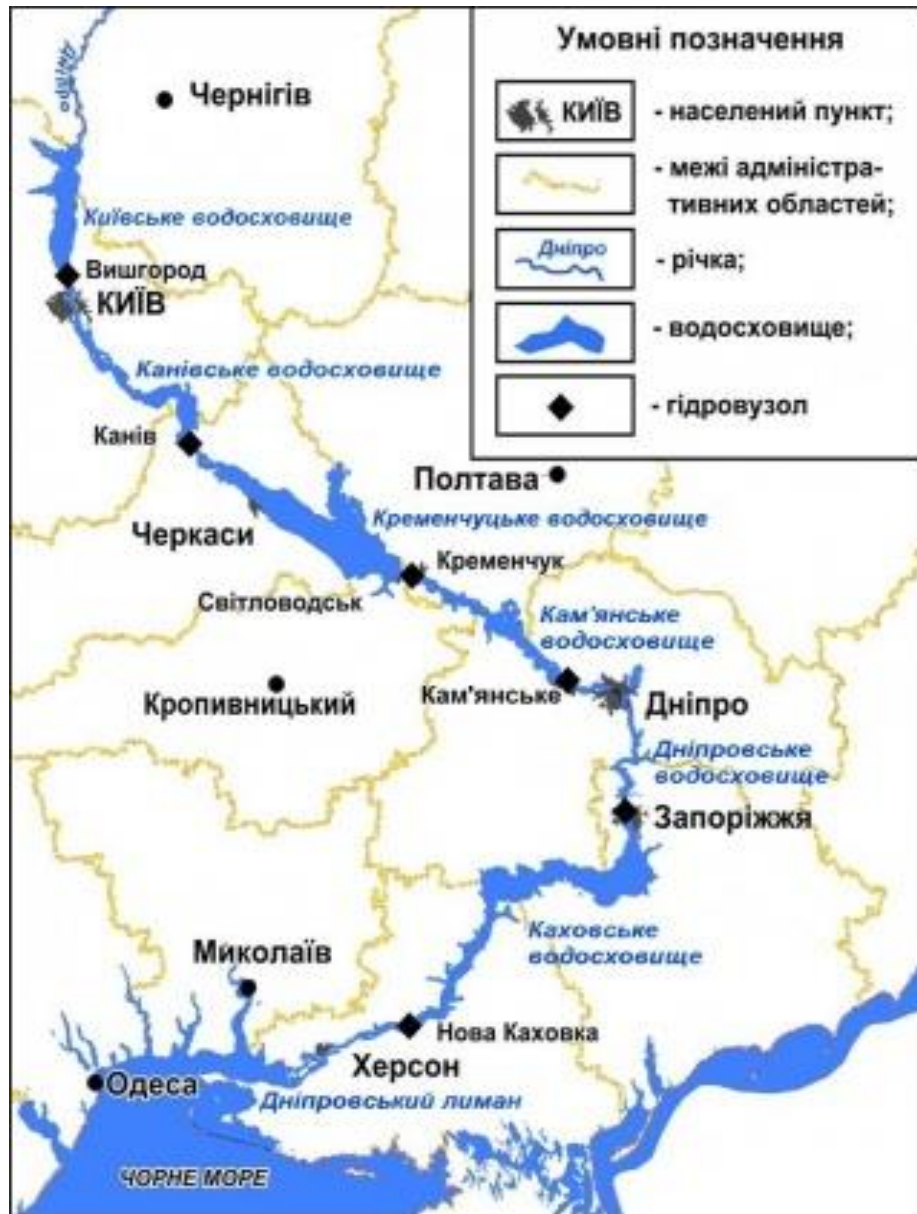 Умовні позначення
КИЇВ
- населений пункт;
- межі адміністра-
тивних областей;
Дніпро
- річка;
- водосховище;
- гідровузол
Дніпро
Чернігів
Київське водосховище
Вишгород
КИЇВ
Канівське водосховище
Канів
Полтава
Черкаси
Кременчуцьке водосховище
Кременчук
Світловодськ
Кам'янське
водосховище
Кам'янське
Кропивницький
Дніпро
Дніпровське
водосховище
Запоріжжя
Каховське
водосховище
Миколаїв
Нова Каховка
Херсон
Одеса
Дніпровський лиман
ЧОРНЕ МОРЕ